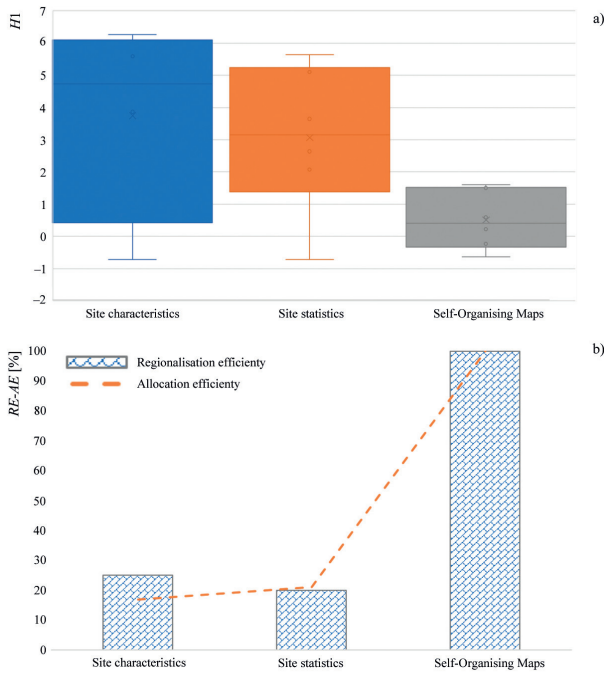 H1
7
a)
6
5
4
3
2
1
0
−1
−2
Site characteristics Site statistics Self-Organising Maps
RE-AE [%]
100
b)
Regionalisation efficienty
90
Allocation efficienty
80
70
60
50
40
30
20
10
0
Site characteristics Site statistics Self-Organising Maps